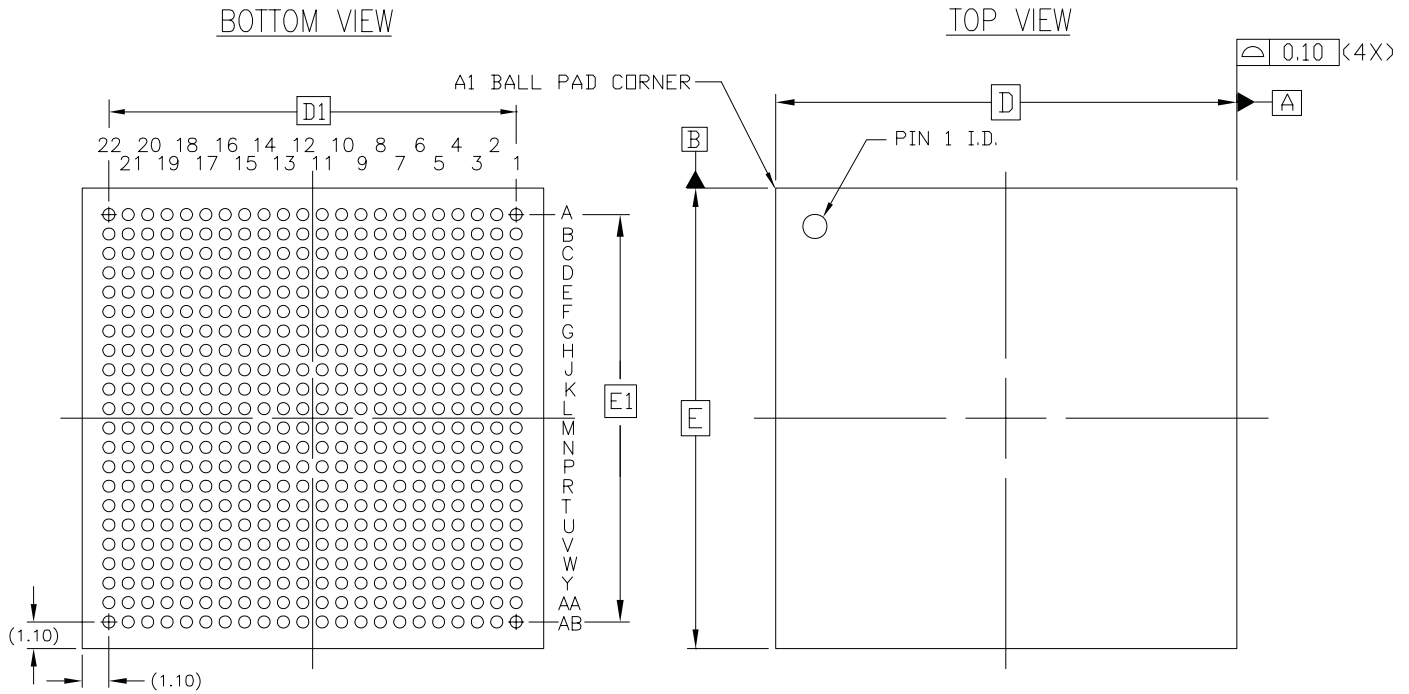 BOTTOM VIEW
TOP VIEW
0.10 (4X)
A1 BALL PAD CORNER
D1
D
A
22 20 18 16 14 12 10 8 6 4 2
21 19 17 15 13 11 9 7 5 3 1
B
PIN 1 I.D.
A
B
C
D
E
F
G
H
J
K
L
M
N
P
R
T
U
V
W
Y
AA
AB
E1
E
(1.10)
(1.10)